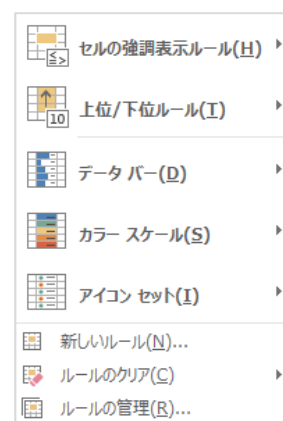 セルの強調表示ルール(H)
上位/下位ルール(T)
10
データ バー(D)
カラー スケール(S)
アイコン セット(I)
新しいルール(N)...
ルールのクリア(C)
ルールの管理(R)...